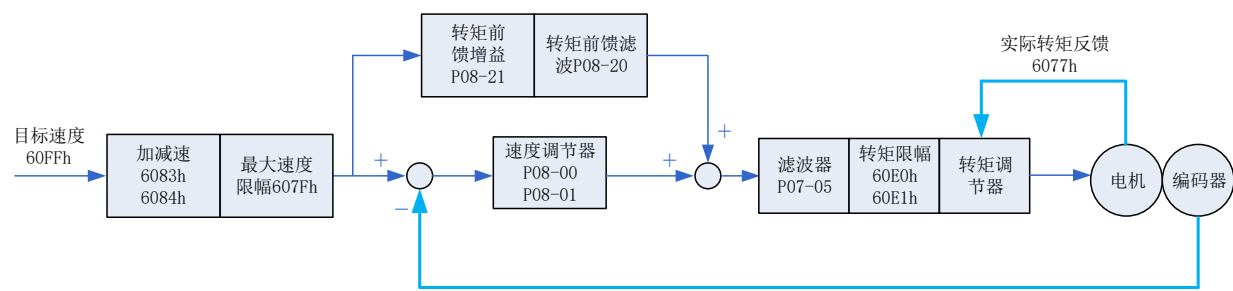 转矩前
馈增益
P08-21
转矩前馈滤
波P08-20
实际转矩反馈
6077h
目标速度
60FFh
加减速
6083h
6084h
最大速度
限幅607Fh
+
−
速度调节器
P08-00
P08-01
+
+
滤波器
P07-05
转矩限幅
60E0h
60E1h
转矩调
节器
电机
编码器